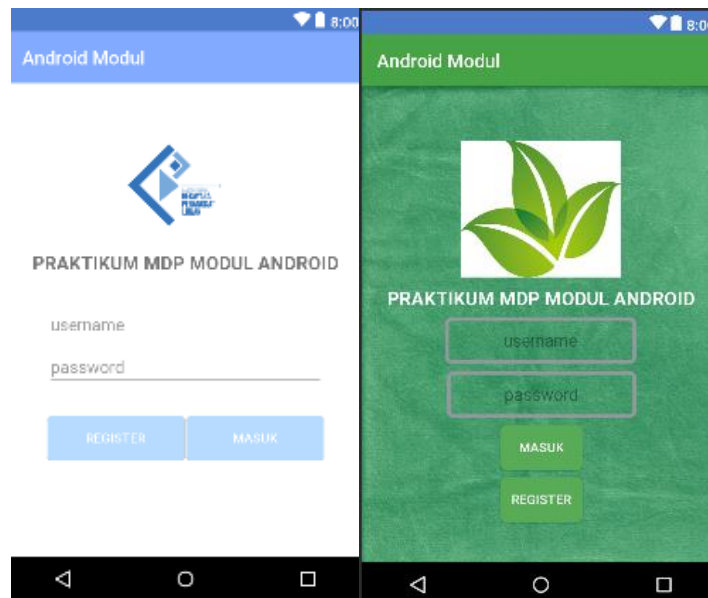 8:00
Android Modul
PRAKTIKUM MDP MODUL ANDROID
username
password
REGISTER
MASUK
8:0
Android Modul
PRAKTIKUM MDP MODUL ANDROID
username
password
MASUK
REGISTER